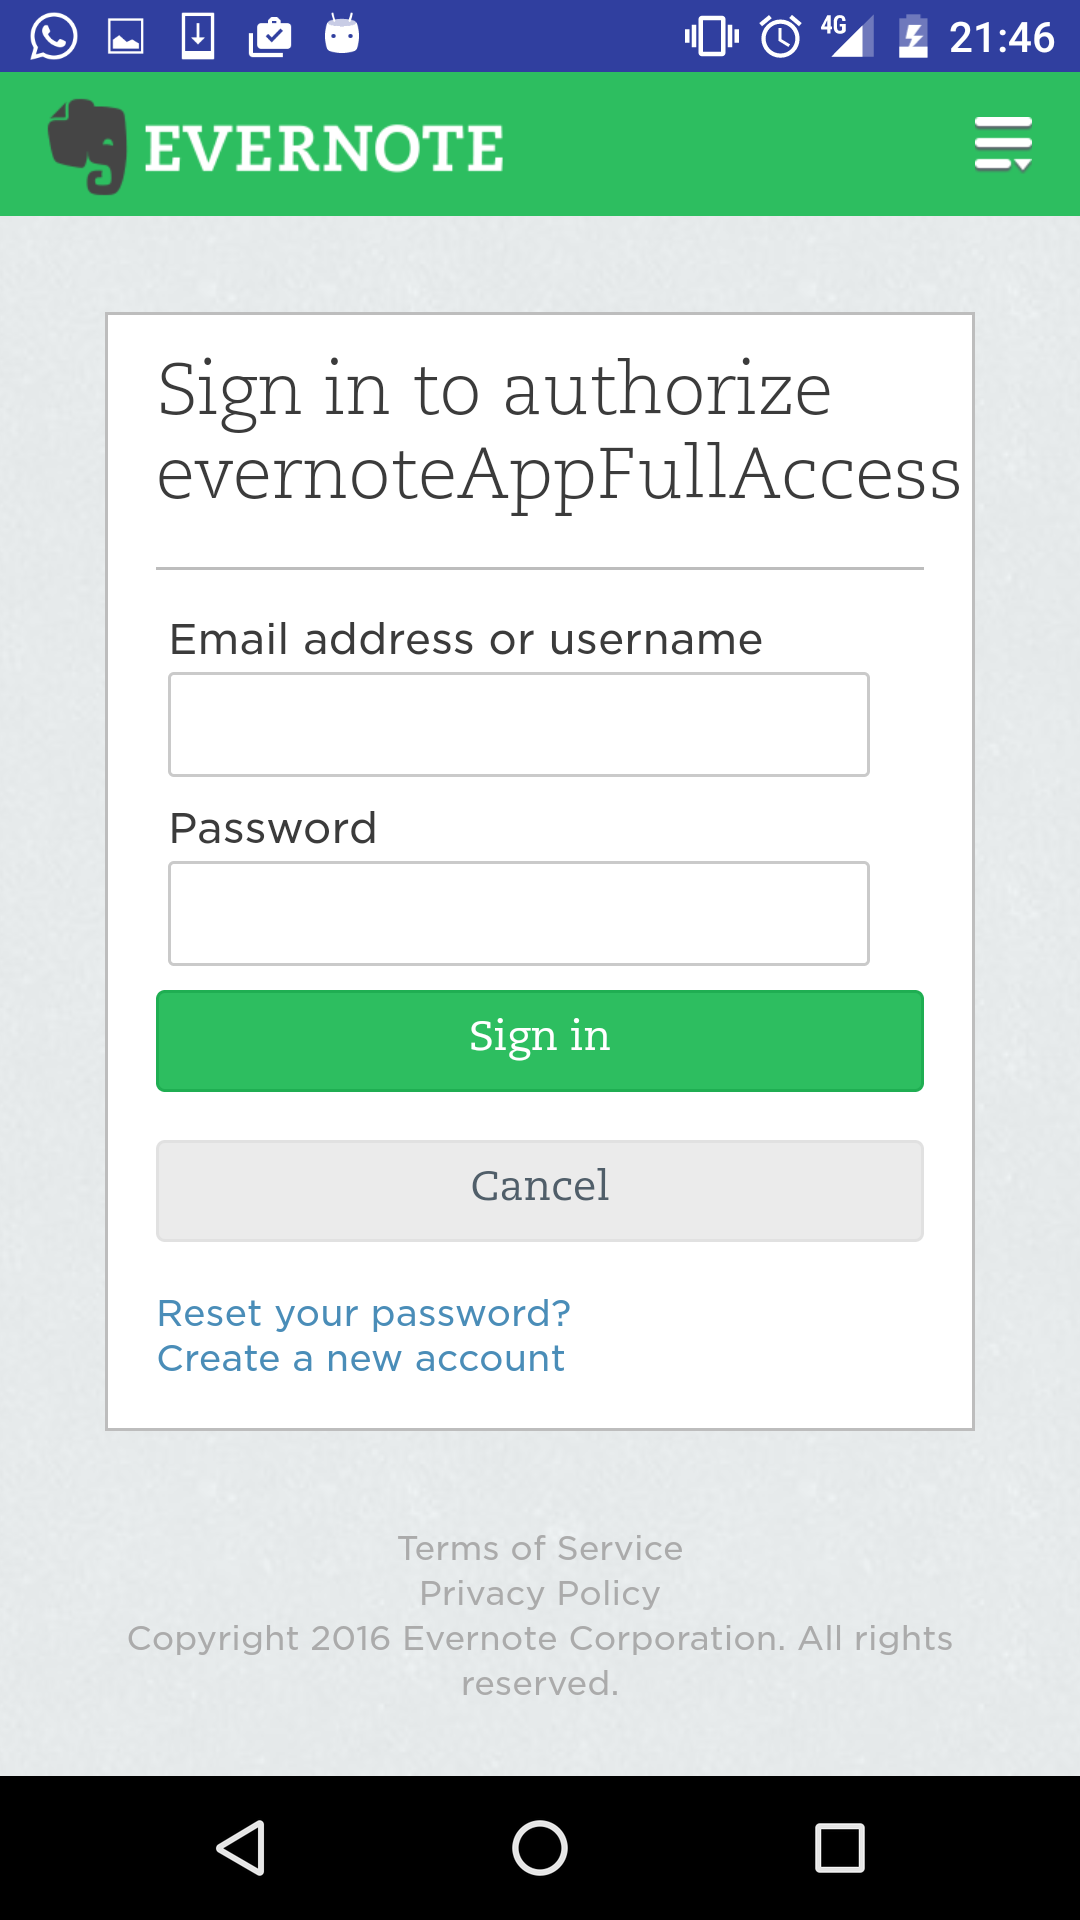 4G 21:46
EVERNOTE
Sign in to authorize
evernoteAppFullAccess
Email address or username
Password
Sign in
Cancel
Reset your password?
Create a new account
Terms of Service
Privacy Policy
Copyright 2016 Evernote Corporation. All rights
reserved.